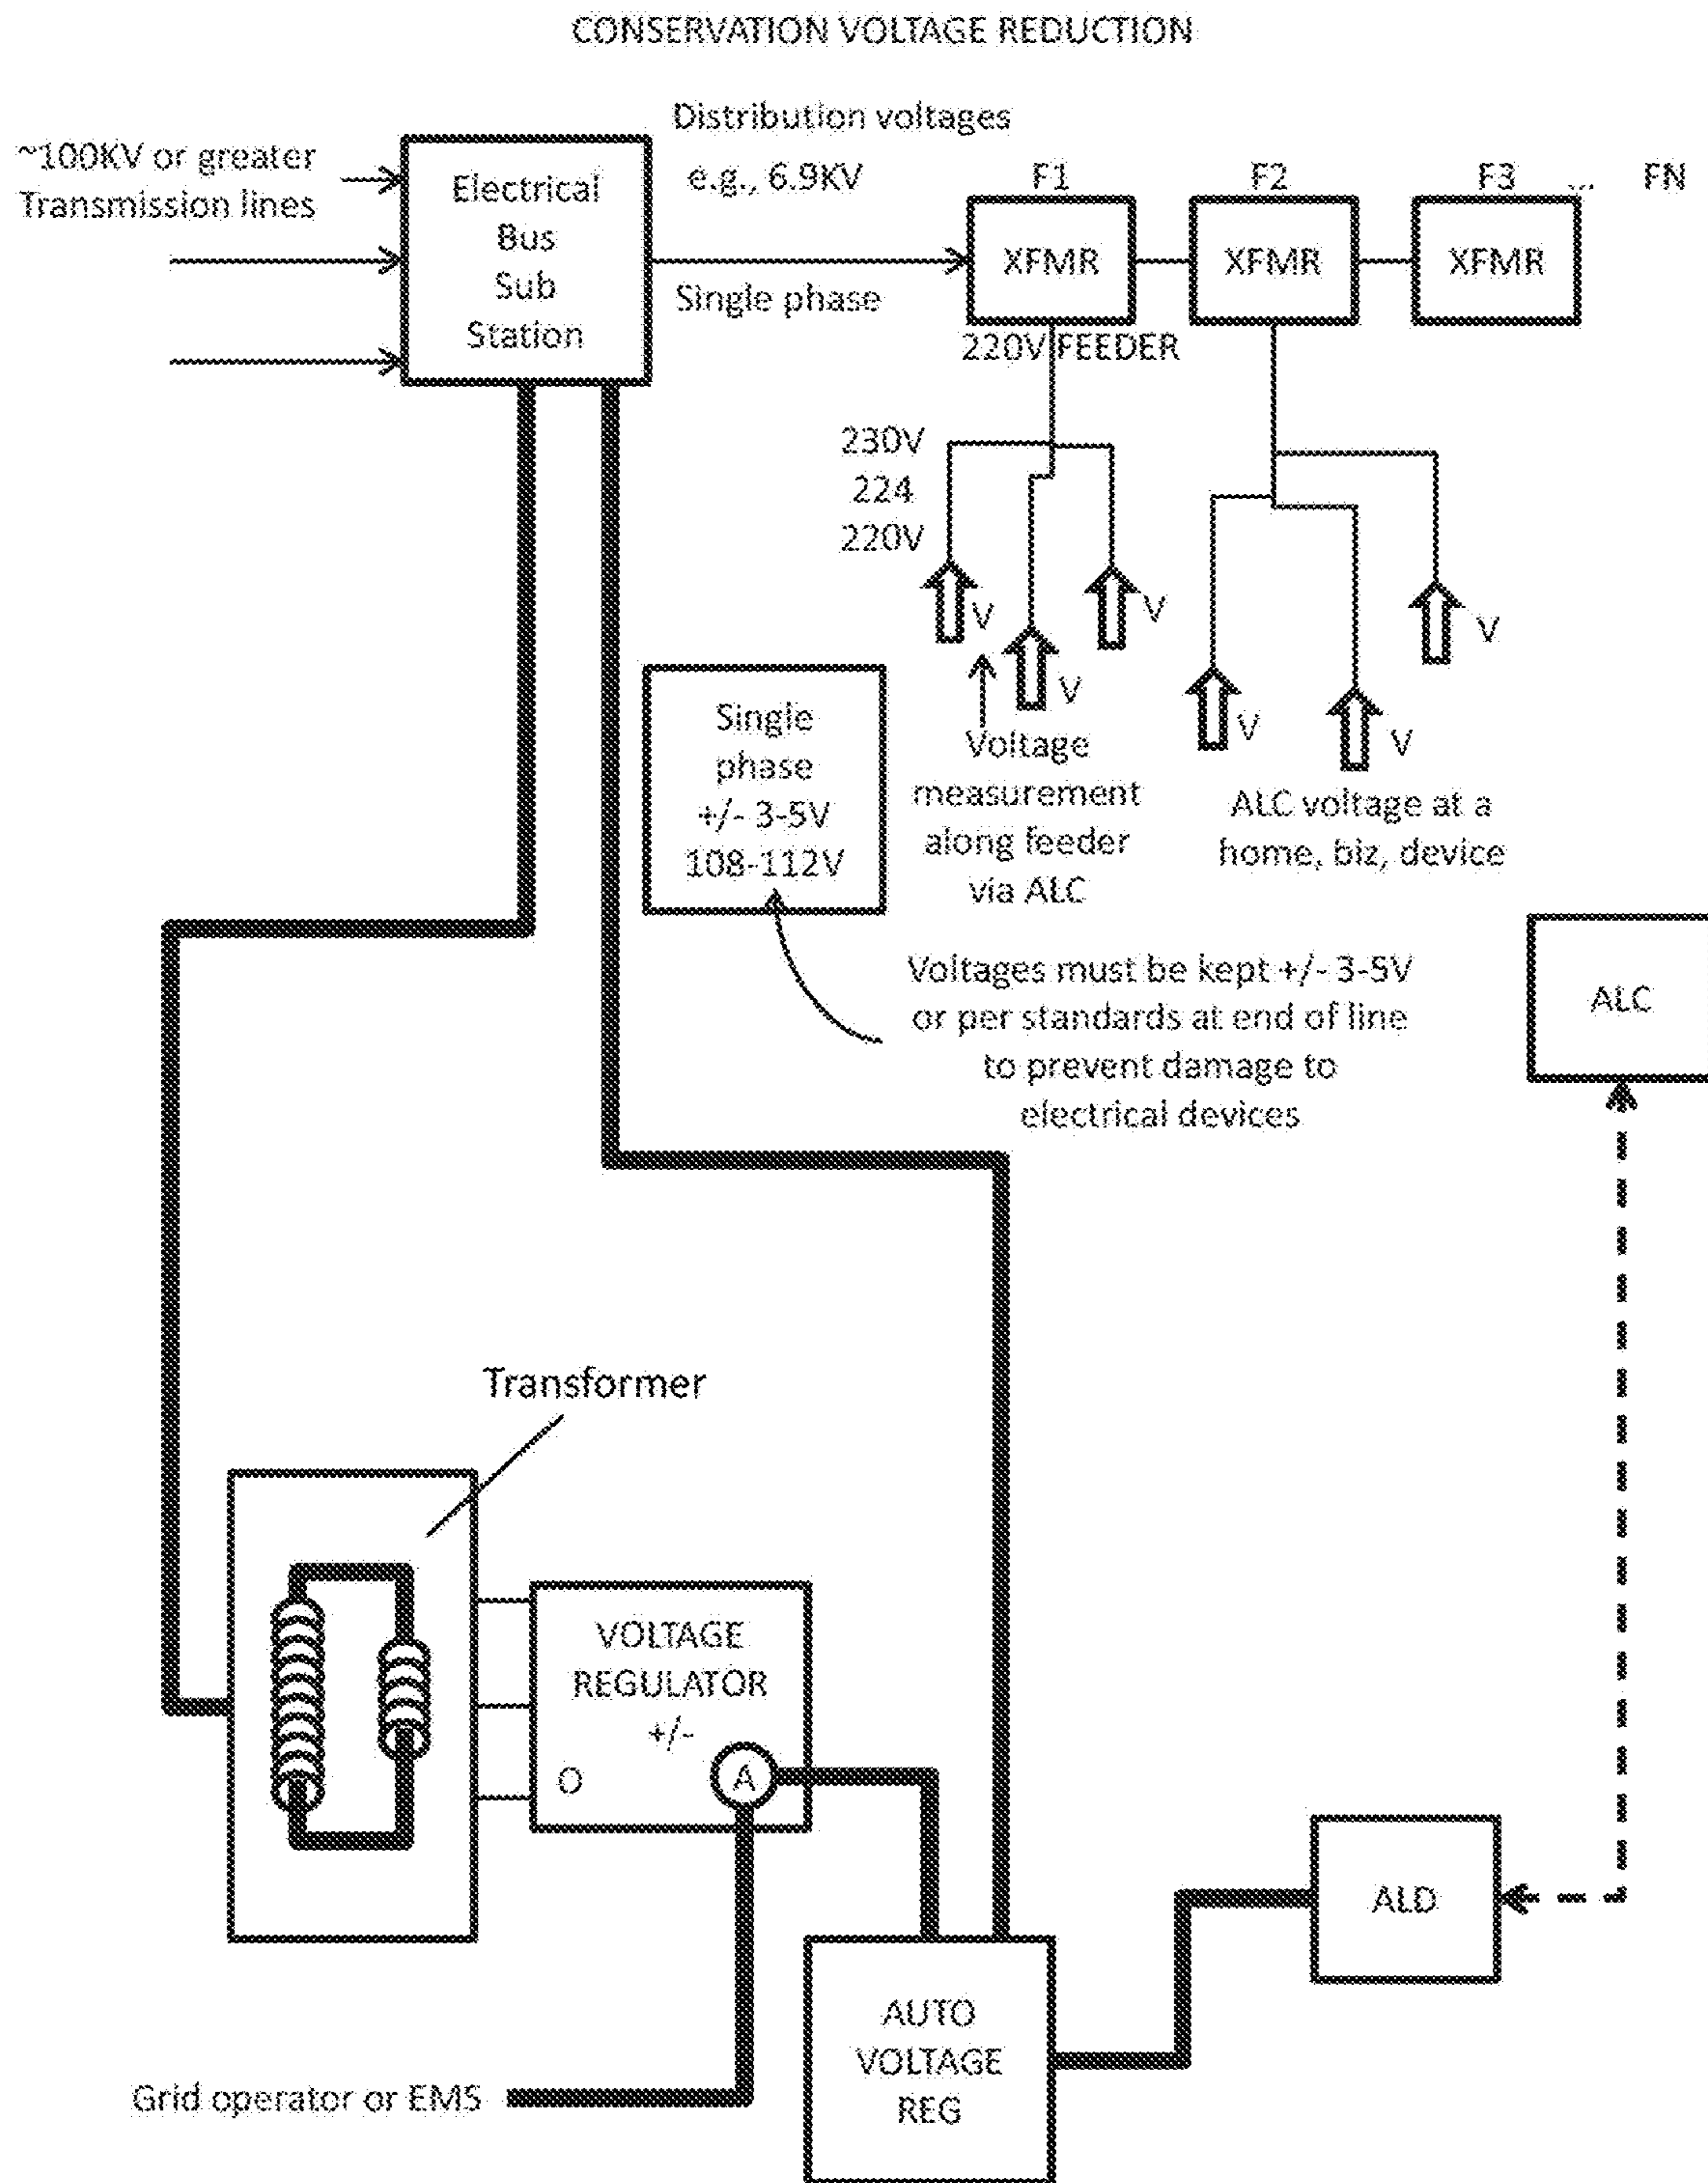 CONSERVATION VOLTAGE REDUCTION
~100KV or greater
Transmission lines
Electrical
Bus
Sub
Station
Distribution voltages
e.g., 6.9KV
Single phase
F1
F2
F3
...
FN
XFMR
XFMR
XFMR
220V FEEDER
230V
224
220V
V
V
V
V
V
V
Single
phase
+/- 3-5V
108-112V
Voltage
measurement
along feeder
via ALC
ALC voltage at a
home, biz, device
Voltages must be kept +/- 3-5V
or per standards at end of line
to prevent damage to
electrical devices
ALC
Transformer
VOLTAGE
REGULATOR
+/-
O
A
ALD
AUTO
VOLTAGE
REG
Grid operator or EMS